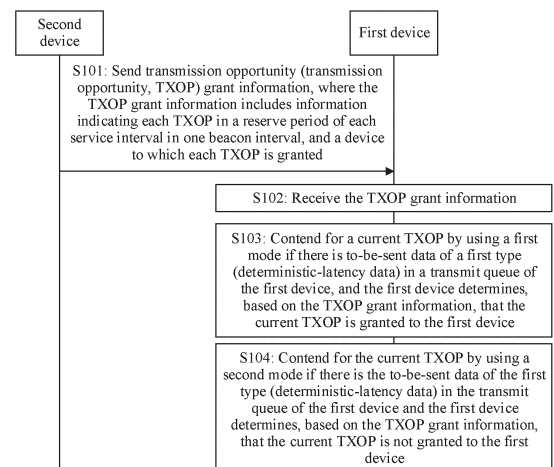 Second
device
First device
S101: Send transmission opportunity (transmission
opportunity, TXOP) grant information, where the
TXOP grant information includes information
indicating each TXOP in a reserve period of each
service interval in one beacon interval, and a device
to which each TXOP is granted
S102: Receive the TXOP grant information
S103: Contend for a current TXOP by using a first
mode if there is to-be-sent data of a first type
(deterministic-latency data) in a transmit queue of
the first device, and the first device determines,
based on the TXOP grant information, that the
current TXOP is granted to the first device
S104: Contend for the current TXOP by using a
second mode if there is the to-be-sent data of the first
type (deterministic-latency data) in the transmit
queue of the first device and the first device
determines, based on the TXOP grant information,
that the current TXOP is not granted to the first
device